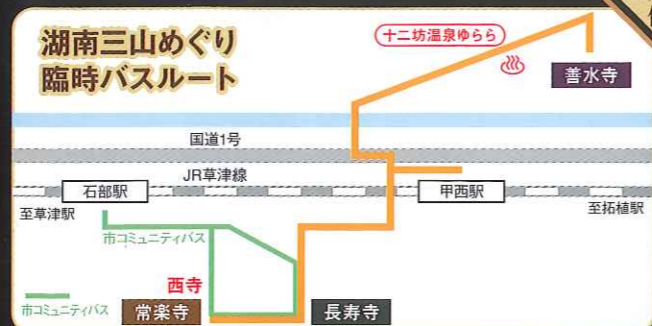 湖南三山めぐり
臨時バスルート
十二坊温泉ゆらら
善水寺
国道1号
JR草津線
石部駅
甲西駅
至草津駅
至拓植駅
市コミュニティバス
西寺
市コミュニティバス
常楽寺
長寿寺